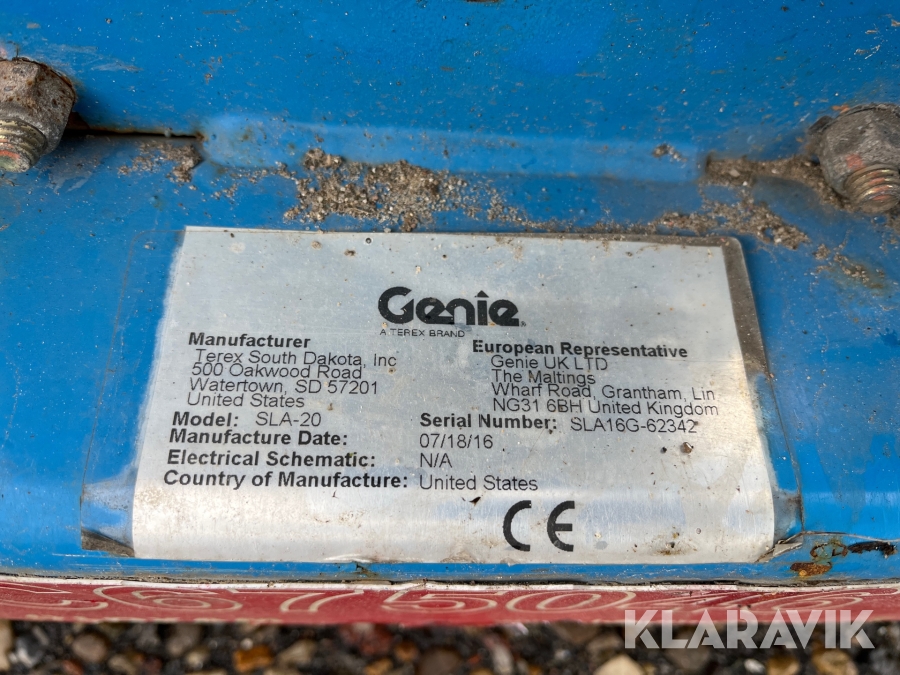 Genie
A TEREX BRAND
Manufacturer
Terex South Dakota, Inc
500 Oakwood Road
Watertown, SD 57201
United States
European Representative
Genie UK LTD
The Maltings
Wharf Road, Grantham, Lin
NG31 6BH United Kingdom
Model: SLA-20
Serial Number: SLA16G-62342
Manufacture Date: 07/18/16
Electrical Schematic: N/A
Country of Manufacture: United States
CE
KLARAVIK